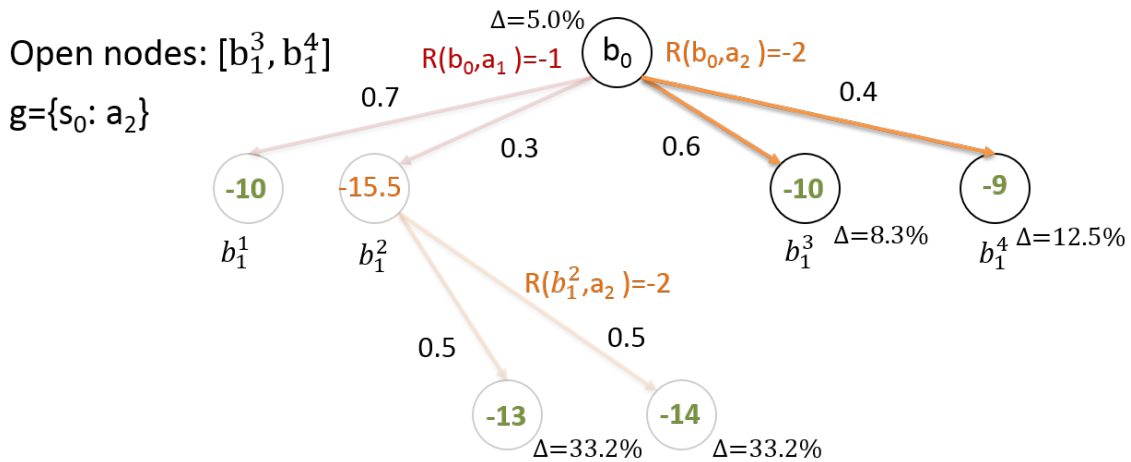 Δ=5.0%
Open nodes: [b₁³, b₁⁴]
R(b₀,a₁ )=-1
b₀
R(b₀,a₂ )=-2
g={s₀: a₂}
0.7
0.3
0.6
0.4
-10
-15.5
-10
-9
b₁¹
b₁²
b₁³
Δ=8.3%
b₁⁴
Δ=12.5%
R(b₁²,a₂ )=-2
0.5
0.5
-13
-14
Δ=33.2%
Δ=33.2%